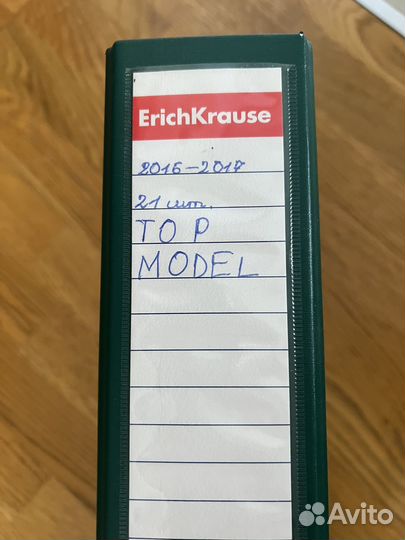 ErichKrause
2016-2017
21 шт.
TOP
MODEL
Avito